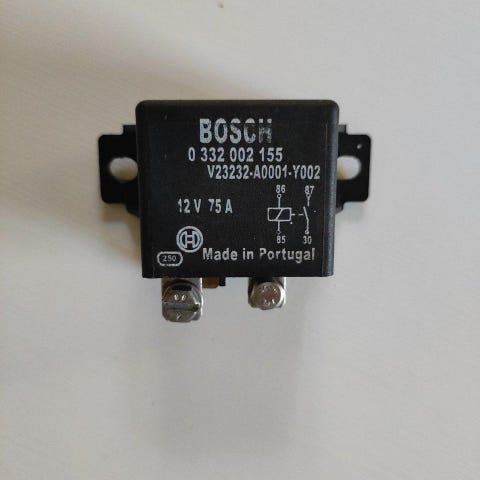 BOSCH
0 332 002 155
V23232-A0001-Y002
86 87
12 V 75 A
85 30
250
Made in Portugal